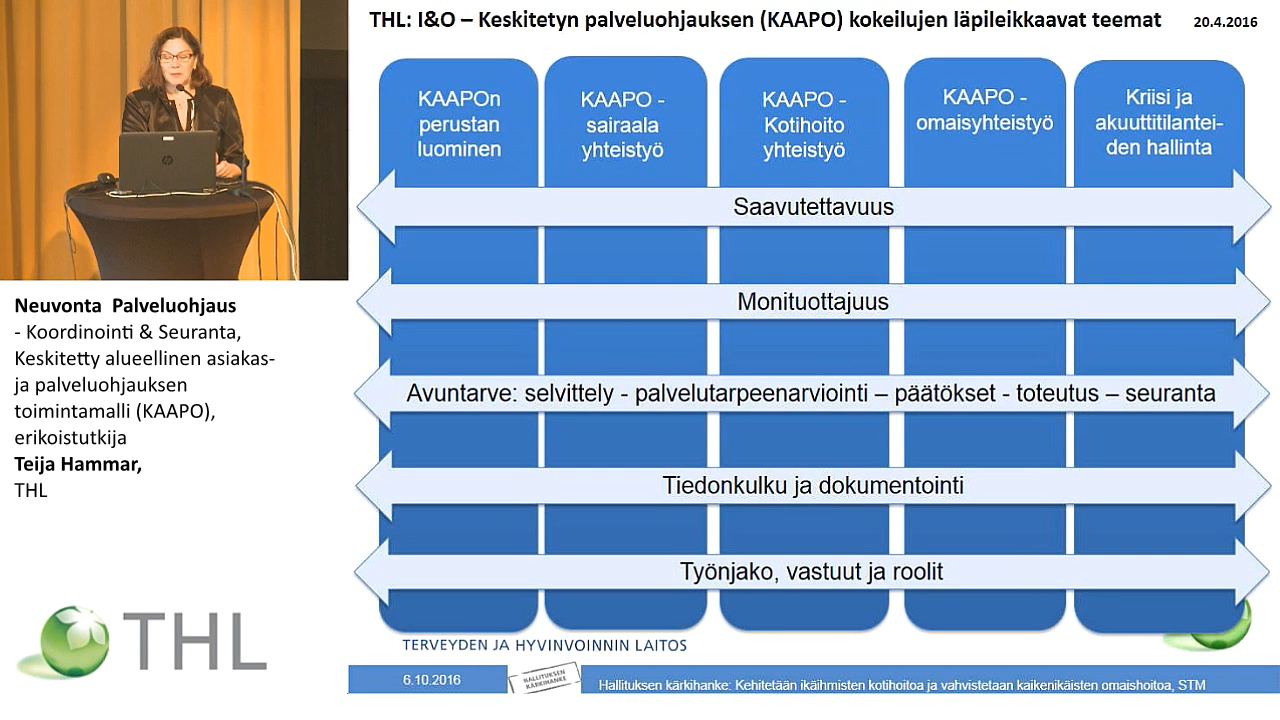 THL: I&O – Keskitetyn palveluohjauksen (KAAPO) kokeilujen läpileikkaavat teemat 20.4.2016
KAAPOn
perustan
luominen
KAAPO -
sairaala
yhteistyö
KAAPO -
Kotihoito
yhteistyö
KAAPO -
omaisyhteistyö
Kriisi ja
akuuttitilantei-
den hallinta
Saavutettavuus
Monituottajuus
Avuntarve: selvittely - palvelutarpeenarviointi – päätökset - toteutus – seuranta
Tiedonkulku ja dokumentointi
Työnjako, vastuut ja roolit
Neuvonta Palveluohjaus
- Koordinointi & Seuranta,
Keskitetty alueellinen asiakas-
ja palveluohjauksen
toimintamalli (KAAPO),
erikoistutkija
Teija Hammar,
THL
THL
TERVEYDEN JA HYVINVOINNIN LAITOS
6.10.2016
HALLITUKSEN
KÄRKIHANKE
Hallituksen kärkihanke: Kehitetään ikäihmisten kotihoitoa ja vahvistetaan kaikenikäisten omaishoitoa, STM